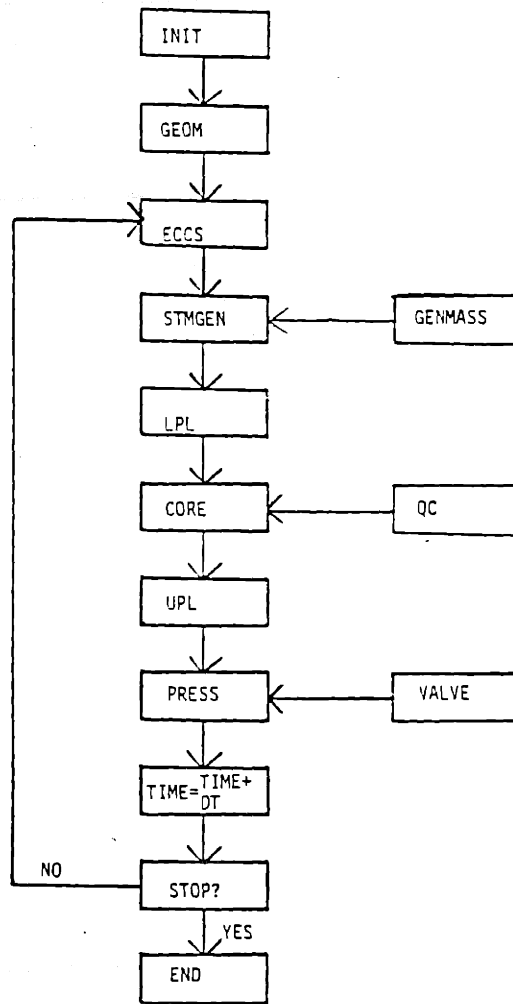 INIT
GEOM
ECCS
STMGEN
GENMASS
LPL
CORE
QC
UPL
PRESS
VALVE
TIME=TIME+
DT
NO
STOP?
YES
END